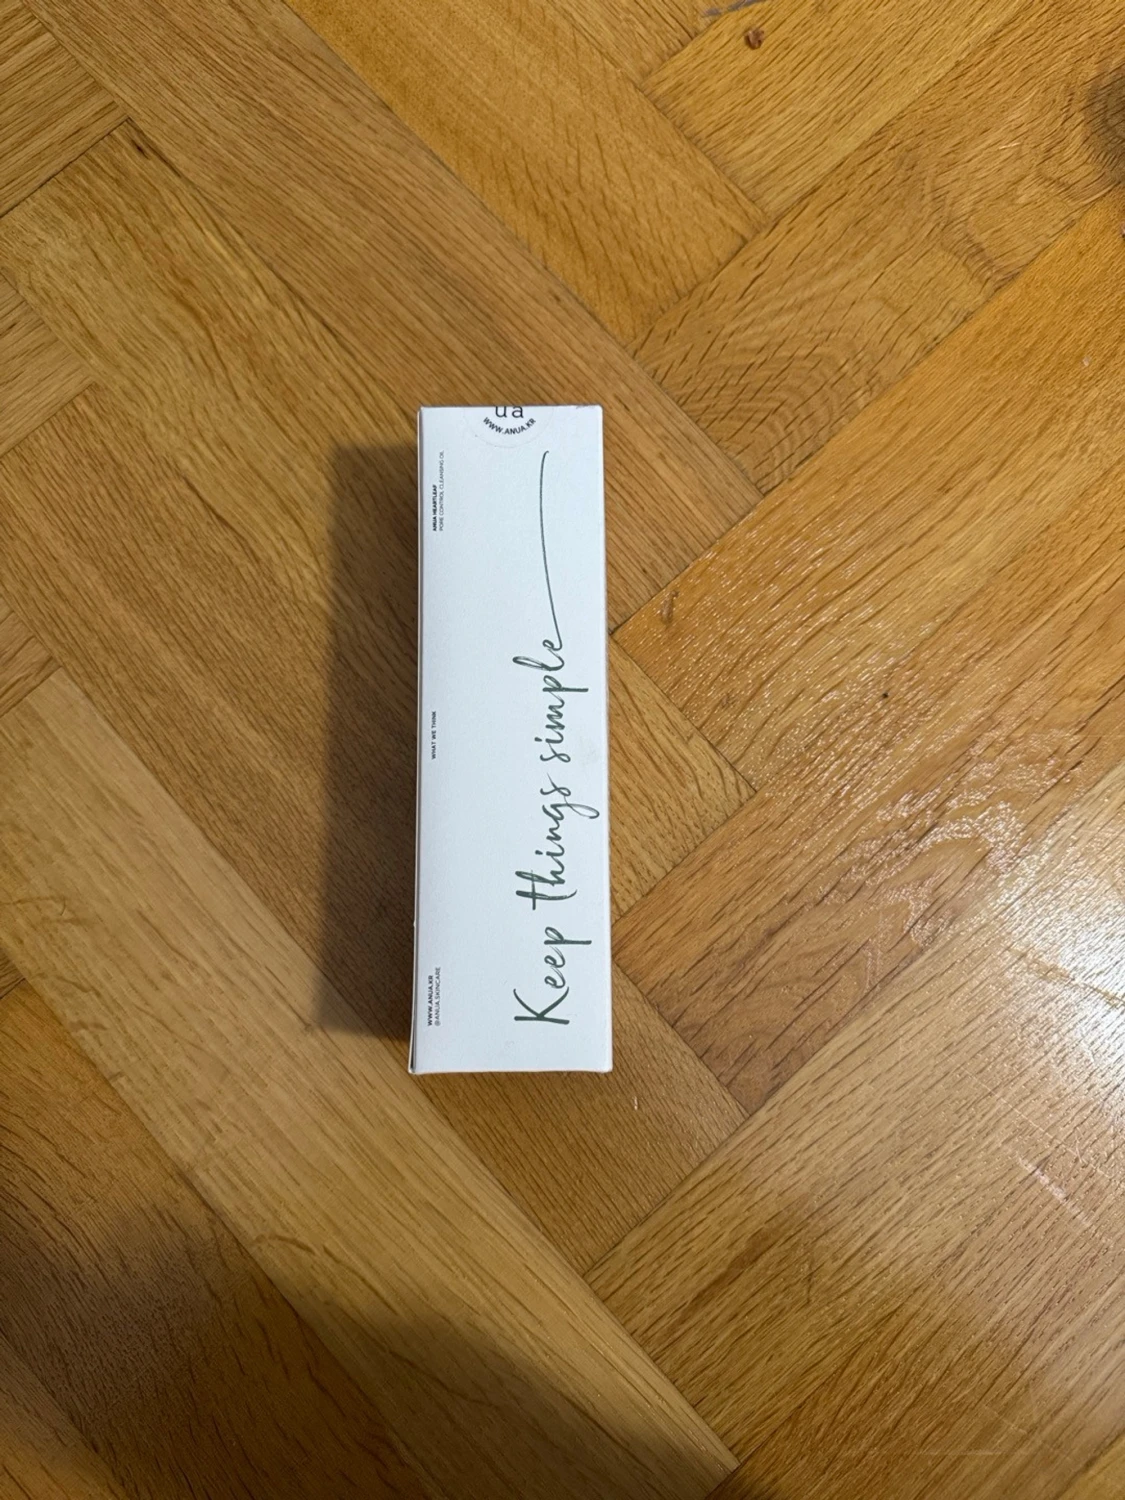 ua
WWW.ANUA.KR
ANUA HEARTLEAF
PORE CONTROL CLEANSING OIL
WHAT WE THINK
WWW.ANUA.KR
@ANUA.SKINCARE
Keep things simple